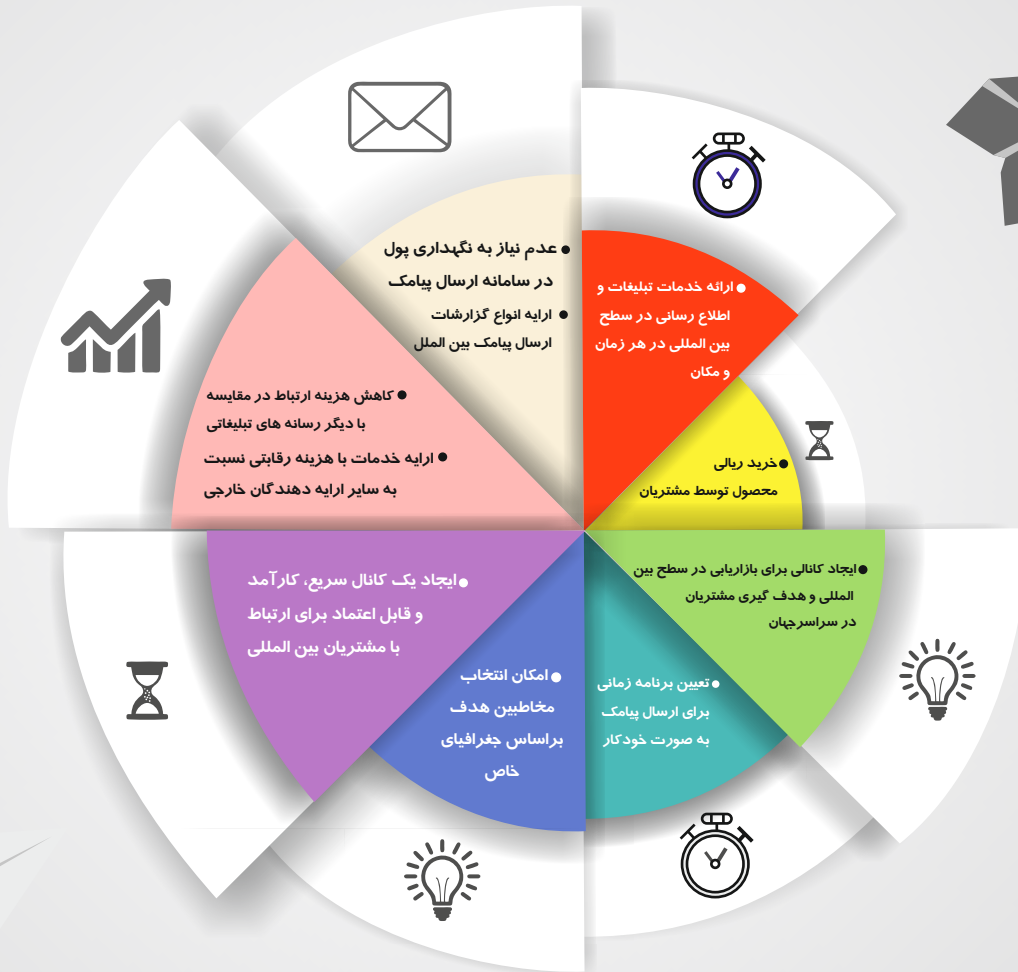 ● عدم نیاز به نگهداری پول
در سامانه ارسال پیامک
● ارایه انواع گزارشات
ارسال پیامک بین الملل
● ارائه خدمات تبلیغات و
اطلاع رسانی در سطح
بین المللی در هر زمان
و مکان
● خرید ریالی
محصول توسط مشتریان
● ایجاد کانالی برای بازاریابی در سطح بین
المللی و هدف گیری مشتریان
در سراسرجهان
● تعیین برنامه زمانی
برای ارسال پیامک
به صورت خودکار
● امکان انتخاب
مخاطبین هدف
براساس جغرافیای
خاص
● ایجاد یک کانال سریع، کارآمد
و قابل اعتماد برای ارتباط
با مشتریان بین المللی
● کاهش هزینه ارتباط در مقایسه
با دیگر رسانه های تبلیغاتی
● ارایه خدمات با هزینه رقابتی نسبت
به سایر ارایه دهندگان خارجی